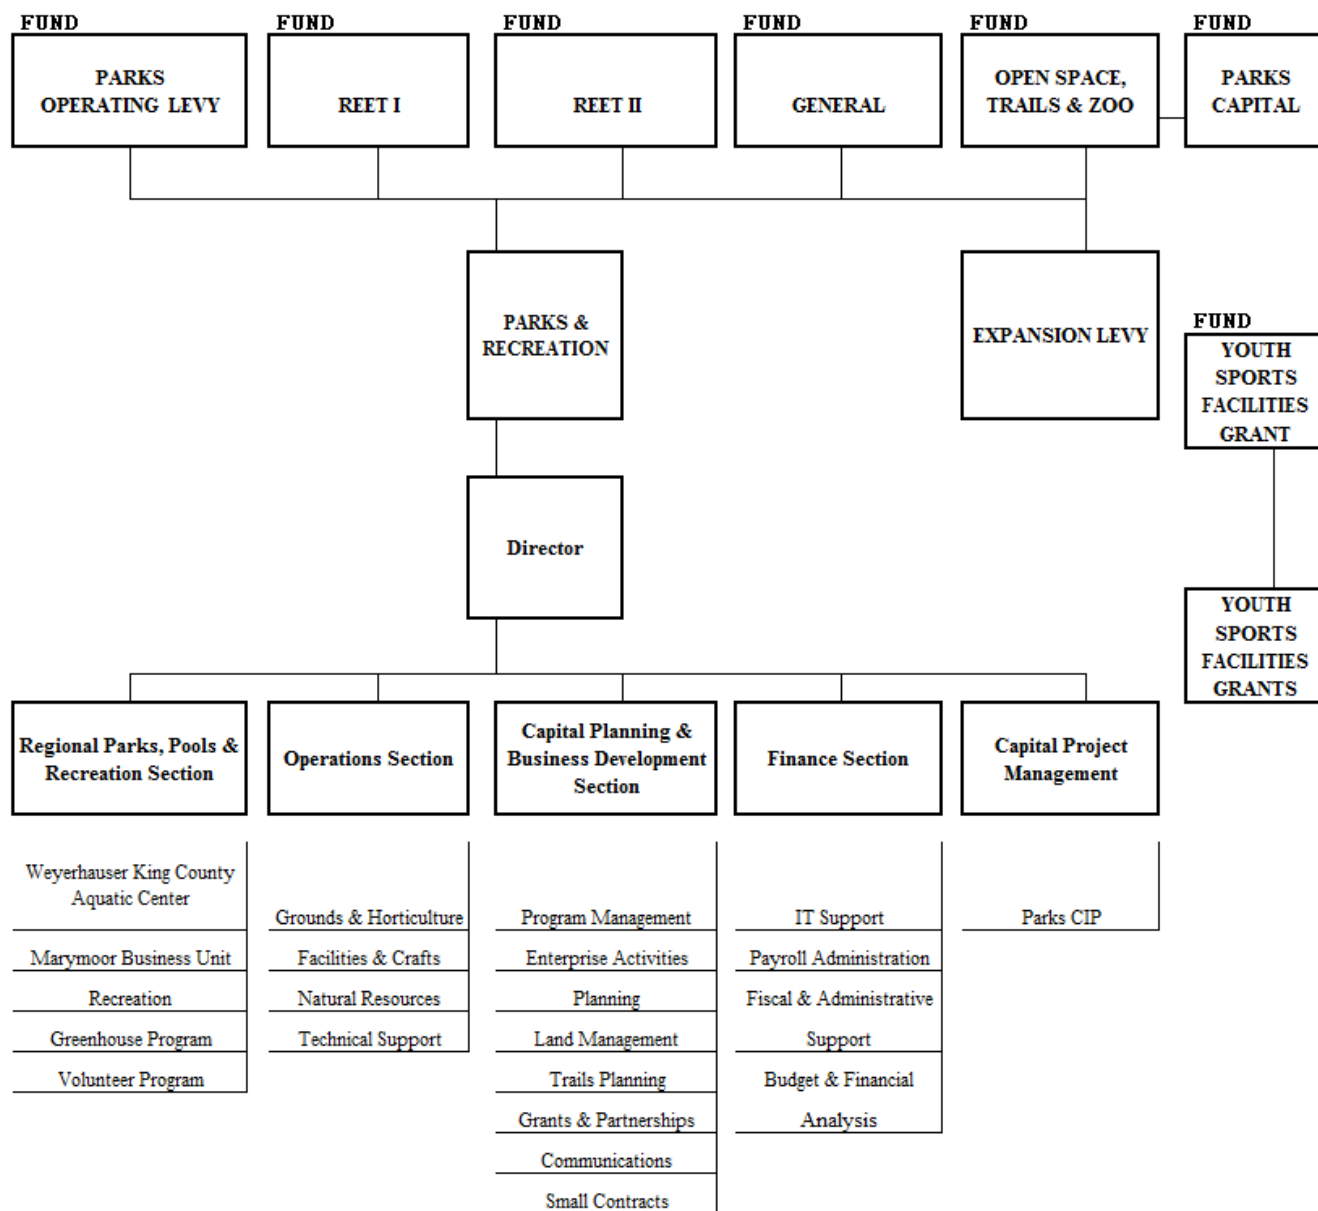 FUND
FUND
FUND
FUND
FUND
FUND
PARKS
OPERATING LEVY
REET I
REET II
GENERAL
OPEN SPACE,
TRAILS & ZOO
PARKS
CAPITAL
PARKS &
RECREATION
EXPANSION LEVY
FUND
YOUTH
SPORTS
FACILITIES
GRANT
Director
YOUTH
SPORTS
FACILITIES
GRANTS
Regional Parks, Pools &
Recreation Section
Operations Section
Capital Planning &
Business Development
Section
Finance Section
Capital Project
Management
Weyerhauser King County
Aquatic Center
Marymoor Business Unit
Recreation
Greenhouse Program
Volunteer Program
Grounds & Horticulture
Facilities & Crafts
Natural Resources
Technical Support
Program Management
Enterprise Activities
Planning
Land Management
Trails Planning
Grants & Partnerships
Communications
Small Contracts
IT Support
Payroll Administration
Fiscal & Administrative
Support
Budget & Financial
Analysis
Parks CIP